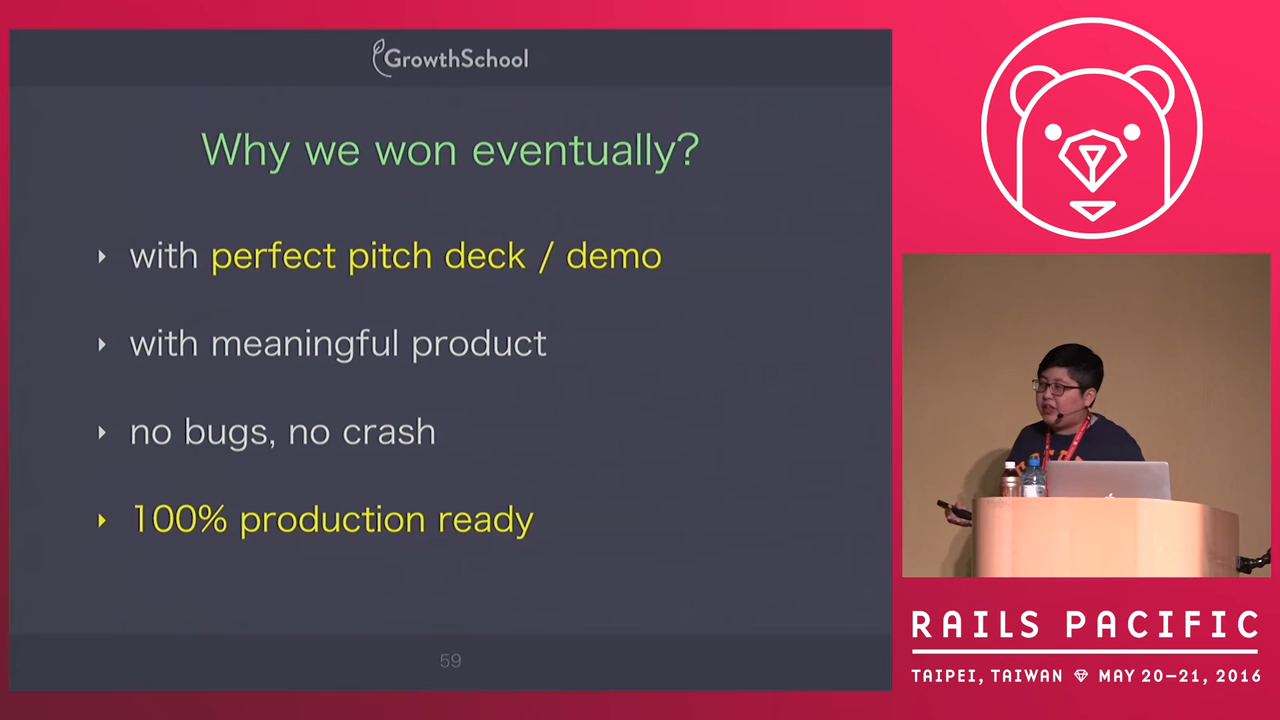 GrowthSchool
Why we won eventually?
with perfect pitch deck / demo
with meaningful product
no bugs, no crash
100% production ready
59
RAILS PACIFIC
TAIPEI, TAIWAN MAY 20-21, 2016